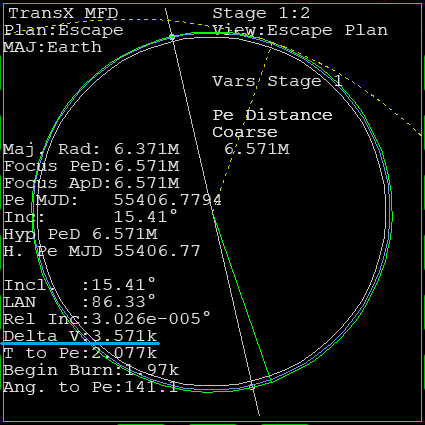 TransX MFD
Stage 1:2
Plan:Escape
View:Escape Plan
MAJ:Earth
Vars Stage 1
Pe Distance
Coarse
6.571M
Maj. Rad: 6.371M
Focus PeD:6.571M
Focus ApD:6.571M
Pe MJD: 55406.7794
Inc: 15.41°
Hyp PeD 6.571M
H. Pe MJD 55406.77
Incl. :15.41°
LAN :86.33°
Rel Inc:3.026e-005°
Delta V:3.571k
T to Pe:2.077k
Begin Burn:1.97k
Ang. to Pe:141.1